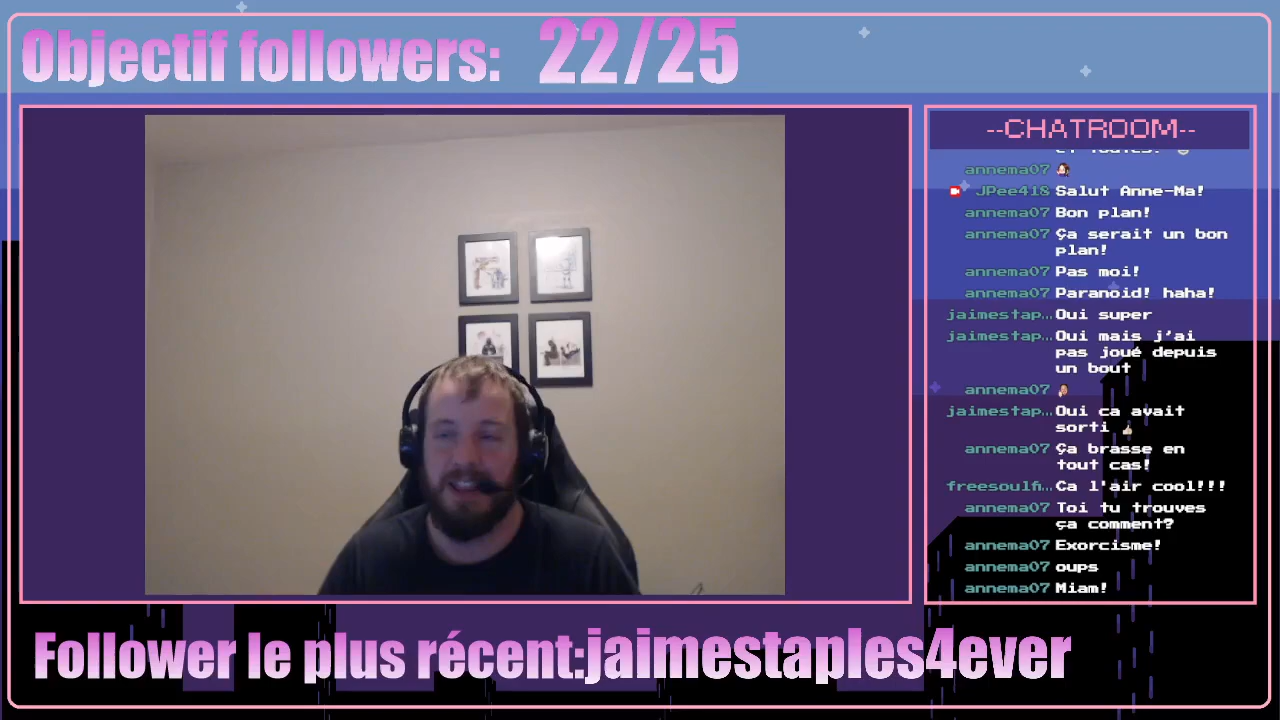 Objectif followers: 22/25
--CHATROOM--
annema07
JPee418 Salut Anne-Ma!
annema07 Bon plan!
annema07 Ça serait un bon
plan!
annema07 Pas moi!
annema07 Paranoid! haha!
jaimestap… Oui super
jaimestap… Oui mais j'ai
pas joué depuis
un bout
annema07
jaimestap… Oui ca avait
sorti
annema07 Ça brasse en
tout cas!
freesoulfi… Ca l'air cool!!!
annema07 Toi tu trouves
ça comment?
annema07 Exorcisme!
annema07 oups
annema07 Miam!
Follower le plus récent:jaimestaples4ever